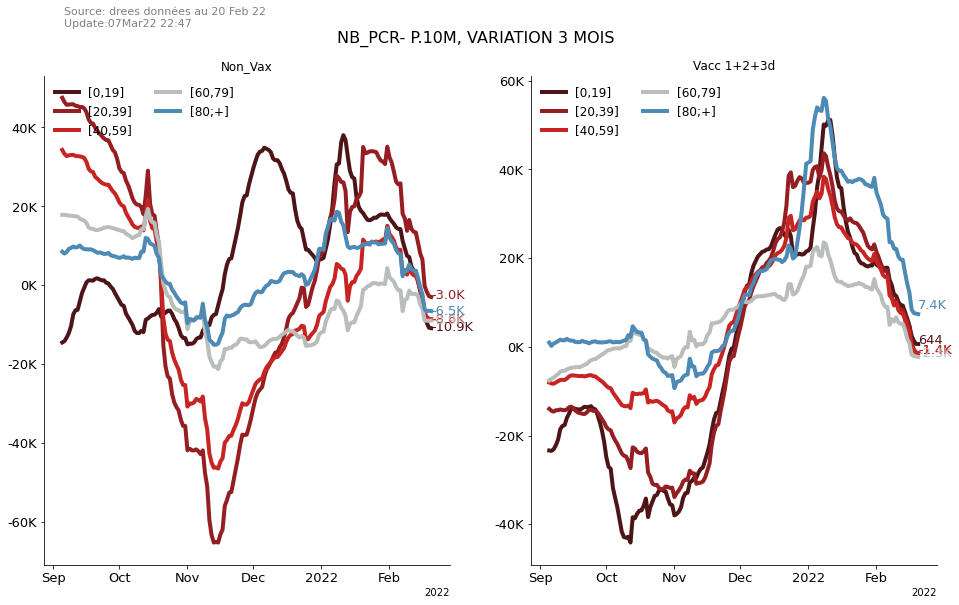 Source: drees données au 20 Feb 22
Update:07Mar22 22:47
NB_PCR- P.10M, VARIATION 3 MOIS
Non_Vax
[0,19]
[20,39]
[40,59]
[60,79]
[80;+]
40K
20K
0K
-20K
-40K
-60K
-3.0K
-6.5K
-10.9K
Sep
Oct
Nov
Dec
2022
Feb
2022
Vacc 1+2+3d
[0,19]
[20,39]
[40,59]
[60,79]
[80;+]
60K
40K
20K
0K
-20K
-40K
7.4K
644
-1.4K
Sep
Oct
Nov
Dec
2022
Feb
2022